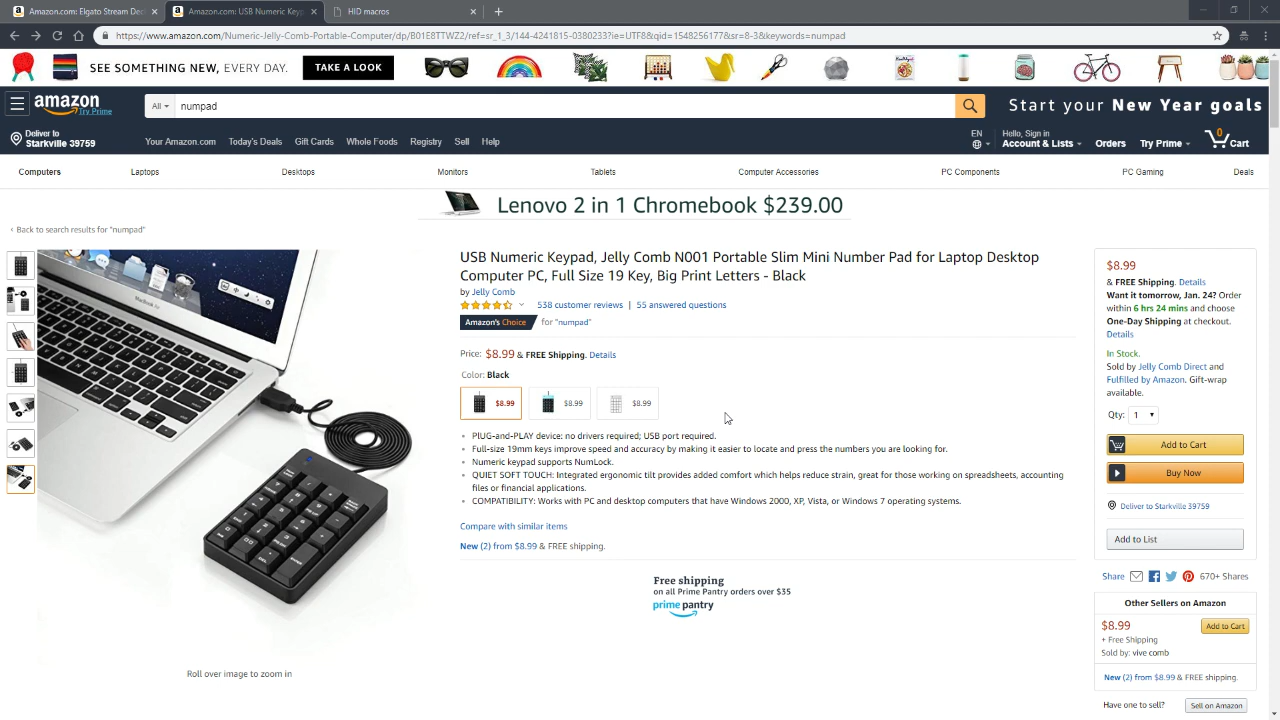 Amazon.com: Elgato Stream Dec
Amazon.com: USB Numeric Keyp
HID macros
https://www.amazon.com/Numeric-Jelly-Comb-Portable-Computer/dp/B01E8TTWZ2/ref=sr_1_3/144-4241815-0380233?ie=UTF8&qid=1548256177&sr=8-3&keywords=numpad
SEE SOMETHING NEW, EVERY DAY. TAKE A LOOK
amazon
Try Prime
All numpad
Start your New Year goals
Deliver to
Starkville 39759
Your Amazon.com Today's Deals Gift Cards Whole Foods Registry Sell Help
EN
Hello, Sign in
Account & Lists Orders Try Prime 0 Cart
Computers Laptops Desktops Monitors Tablets Computer Accessories PC Components PC Gaming Deals
Lenovo 2 in 1 Chromebook $239.00
‹ Back to search results for "numpad"
USB Numeric Keypad, Jelly Comb N001 Portable Slim Mini Number Pad for Laptop Desktop
Computer PC, Full Size 19 Key, Big Print Letters - Black
by Jelly Comb
538 customer reviews | 55 answered questions
Amazon's Choice for "numpad"
Price: $8.99 & FREE Shipping. Details
Color: Black
$8.99 $8.99 $8.99
• PlUG-and-PLAY device: no drivers required; USB port required.
• Full-size 19mm keys improve speed and accuracy by making it easier to locate and press the numbers you are looking for.
• Numeric keypad supports NumLock.
• QUIET SOFT TOUCH: Integrated ergonomic tilt provides added comfort which helps reduce strain, great for those working on spreadsheets, accounting
files or financial applications.
• COMPATIBILITY: Works with PC and desktop computers that have Windows 2000, XP, Vista, or Windows 7 operating systems.
Compare with similar items
New (2) from $8.99 & FREE shipping.
Free shipping
on all Prime Pantry orders over $35
prime pantry
Roll over image to zoom in
$8.99
& FREE Shipping. Details
Want it tomorrow, Jan. 24? Order
within 6 hrs 24 mins and choose
One-Day Shipping at checkout.
Details
In Stock.
Sold by Jelly Comb Direct and
Fulfilled by Amazon. Gift-wrap
available.
Qty: 1
Add to Cart
Buy Now
Deliver to Starkville 39759
Add to List
Share 670+ Shares
Other Sellers on Amazon
$8.99 Add to Cart
+ Free Shipping
Sold by: vive comb
New (2) from $8.99 & FREE shipping.
Have one to sell? Sell on Amazon